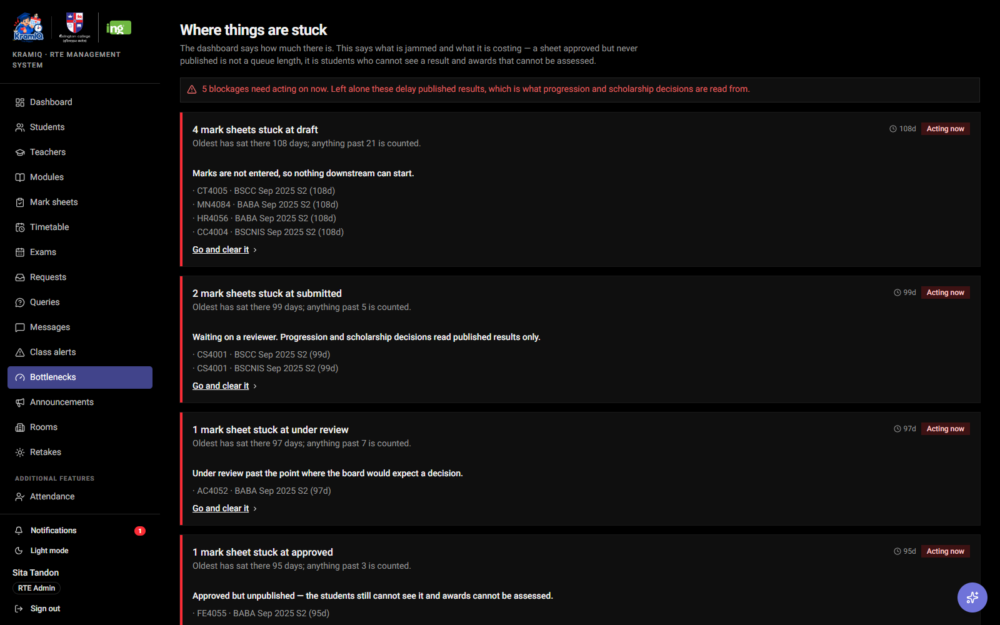 KramIQ
islington college
(इस्लिङ्टन कलेज)
ing
KRAMIQ · RTE MANAGEMENT
SYSTEM
Dashboard
Students
Teachers
Modules
Mark sheets
Timetable
Exams
Requests
Queries
Messages
Class alerts
Bottlenecks
Announcements
Rooms
Retakes
ADDITIONAL FEATURES
Attendance
Notifications 1
Light mode
Sita Tandon
RTE Admin
Sign out
Where things are stuck
The dashboard says how much there is. This says what is jammed and what it is costing — a sheet approved but never
published is not a queue length, it is students who cannot see a result and awards that cannot be assessed.
5 blockages need acting on now. Left alone these delay published results, which is what progression and scholarship decisions are read from.
4 mark sheets stuck at draft 108d Acting now
Oldest has sat there 108 days; anything past 21 is counted.
Marks are not entered, so nothing downstream can start.
· CT4005 · BSCC Sep 2025 S2 (108d)
· MN4084 · BABA Sep 2025 S2 (108d)
· HR4056 · BABA Sep 2025 S2 (108d)
· CC4004 · BSCNIS Sep 2025 S2 (108d)
Go and clear it ›
2 mark sheets stuck at submitted 99d Acting now
Oldest has sat there 99 days; anything past 5 is counted.
Waiting on a reviewer. Progression and scholarship decisions read published results only.
· CS4001 · BSCC Sep 2025 S2 (99d)
· CS4001 · BSCNIS Sep 2025 S2 (99d)
Go and clear it ›
1 mark sheet stuck at under review 97d Acting now
Oldest has sat there 97 days; anything past 7 is counted.
Under review past the point where the board would expect a decision.
· AC4052 · BABA Sep 2025 S2 (97d)
Go and clear it ›
1 mark sheet stuck at approved 95d Acting now
Oldest has sat there 95 days; anything past 3 is counted.
Approved but unpublished — the students still cannot see it and awards cannot be assessed.
· FE4055 · BABA Sep 2025 S2 (95d)